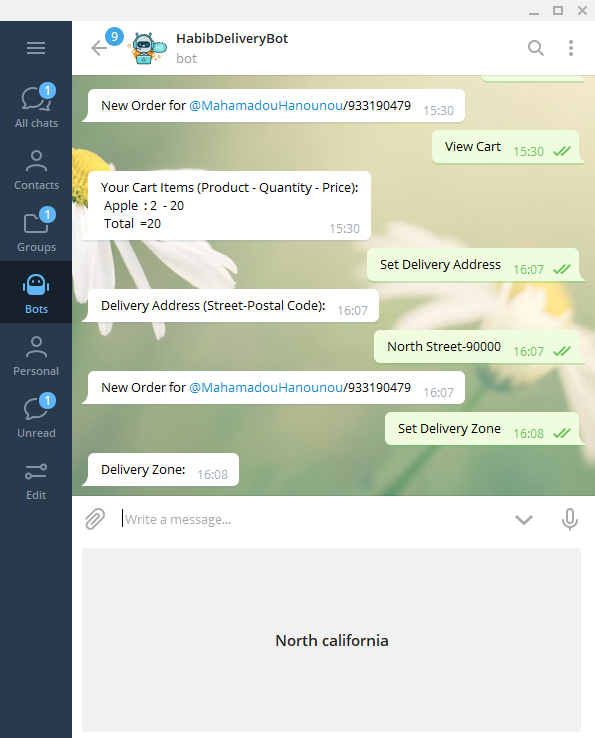 9
HabibDeliveryBot
bot
1
All chats
Contacts
1
Groups
Bots
Personal
1
Unread
Edit
New Order for @MahamadouHanounou/933190479 15:30
View Cart 15:30
Your Cart Items (Product - Quantity - Price):
Apple : 2 - 20
Total =20
15:30
Set Delivery Address 16:07
Delivery Address (Street-Postal Code): 16:07
North Street-90000 16:07
New Order for @MahamadouHanounou/933190479 16:07
Set Delivery Zone 16:08
Delivery Zone: 16:08
Write a message...
North california